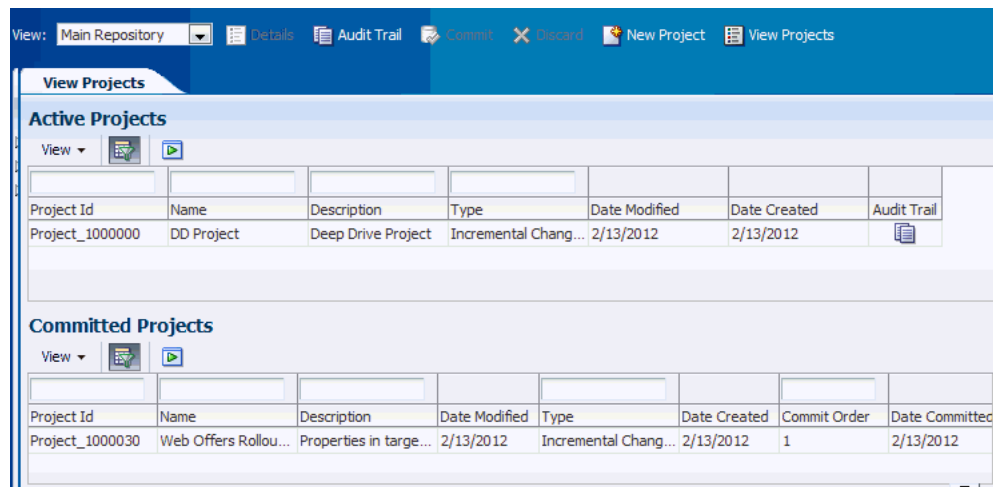 View: Main Repository Details Audit Trail Commit Discard New Project View Projects
View Projects
Active Projects
View
Project Id Name Description Type Date Modified Date Created Audit Trail
Project_1000000 DD Project Deep Drive Project Incremental Chang... 2/13/2012 2/13/2012
Committed Projects
View
Project Id Name Description Date Modified Type Date Created Commit Order Date Committed
Project_1000030 Web Offers Rollou... Properties in targe... 2/13/2012 Incremental Chang... 2/13/2012 1 2/13/2012